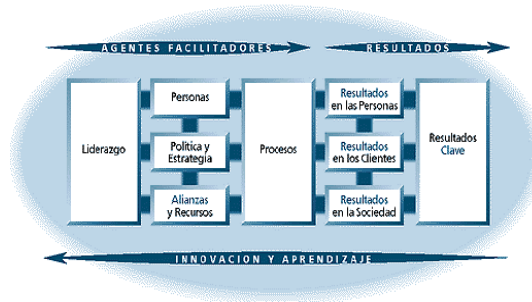 AGENTES FACILITADORES
RESULTADOS
Liderazgo
Personas
Política y
Estrategia
Alianzas
y Recursos
Procesos
Resultados
en las Personas
Resultados
en los Clientes
Resultados
en la Sociedad
Resultados
Clave
INNOVACION Y APRENDIZAJE